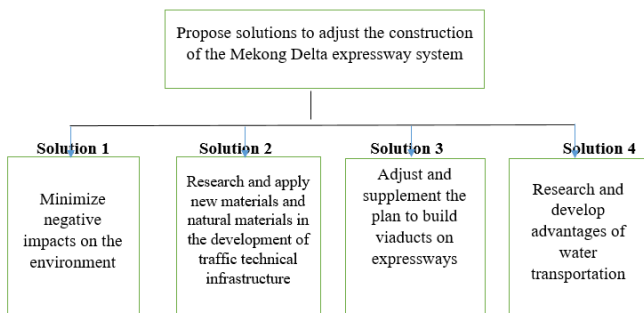 Propose solutions to adjust the construction
of the Mekong Delta expressway system
Solution 1
Minimize
negative
impacts on the
environment
Solution 2
Research and apply
new materials and
natural materials in
the development of
traffic technical
infrastructure
Solution 3
Adjust and
supplement the
plan to build
viaducts on
expressways
Solution 4
Research and
develop
advantages of
water
transportation